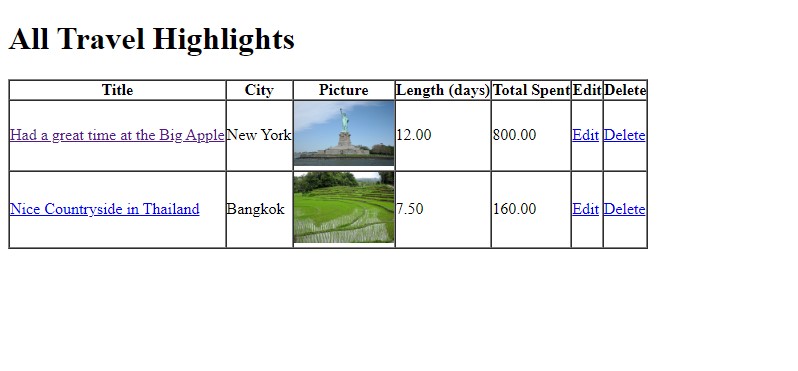 All Travel Highlights
Title City Picture Length (days) Total Spent Edit Delete
Had a great time at the Big Apple New York 12.00 800.00 Edit Delete
Nice Countryside in Thailand Bangkok 7.50 160.00 Edit Delete